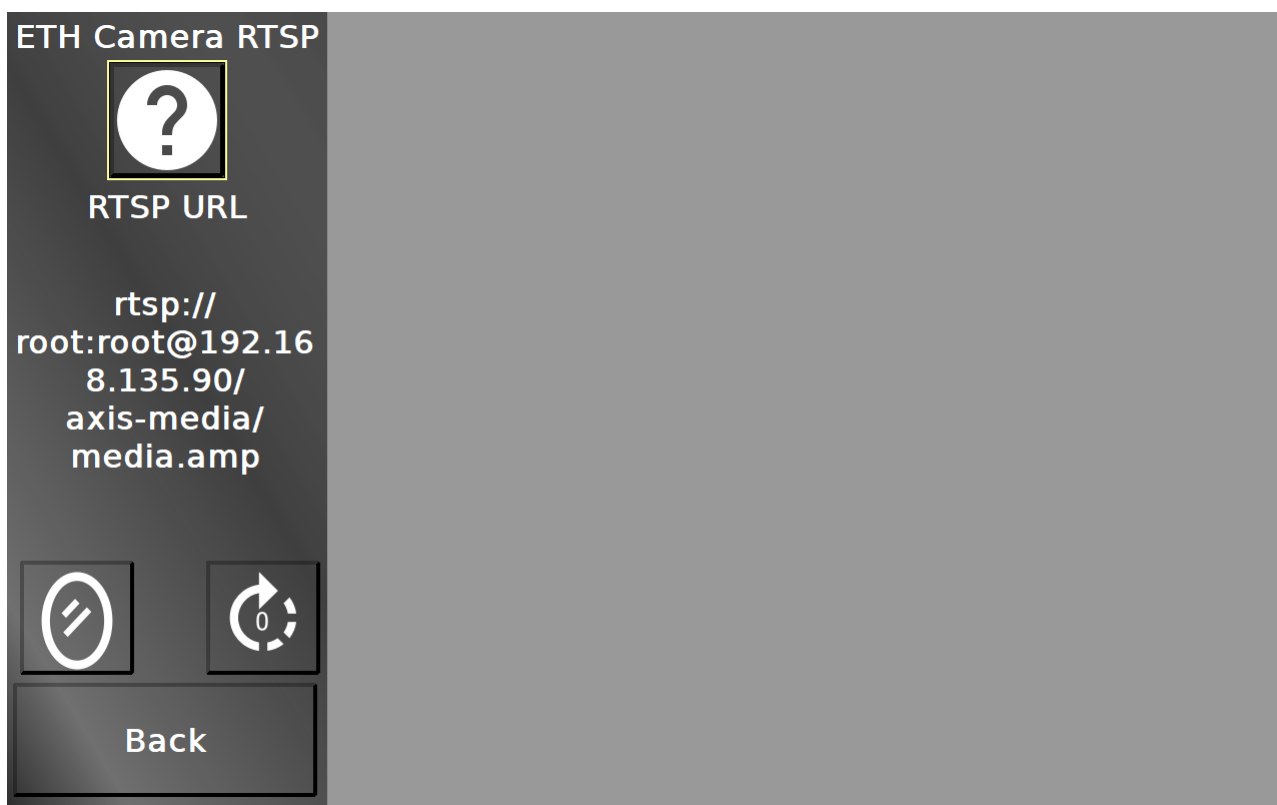 ETH Camera RTSP
?
RTSP URL
rtsp://
root:root@192.16
8.135.90/
axis-media/
media.amp
0
Back